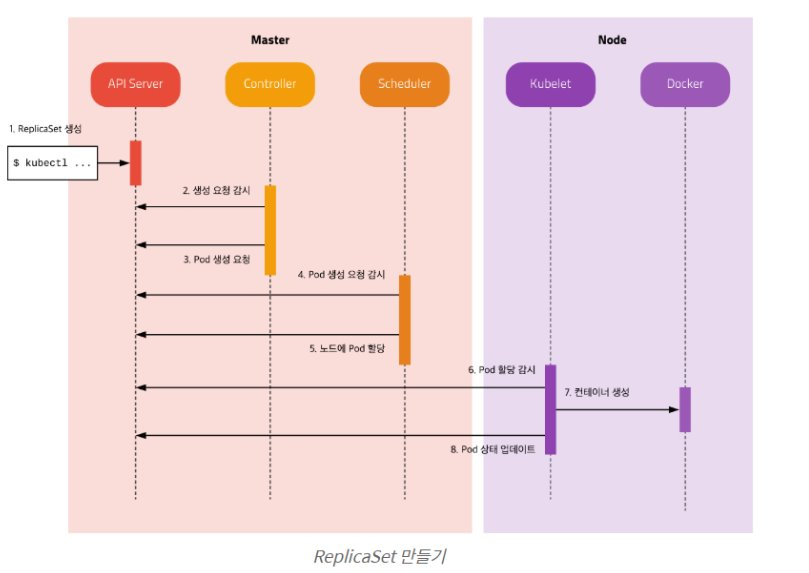 Master
Node
API Server
Controller
Scheduler
Kubelet
Docker
1. ReplicaSet 생성
$ kubectl ...
2. 생성 요청 감시
3. Pod 생성 요청
4. Pod 생성 요청 감시
5. 노드에 Pod 할당
6. Pod 할당 감시
7. 컨테이너 생성
8. Pod 상태 업데이트
ReplicaSet 만들기